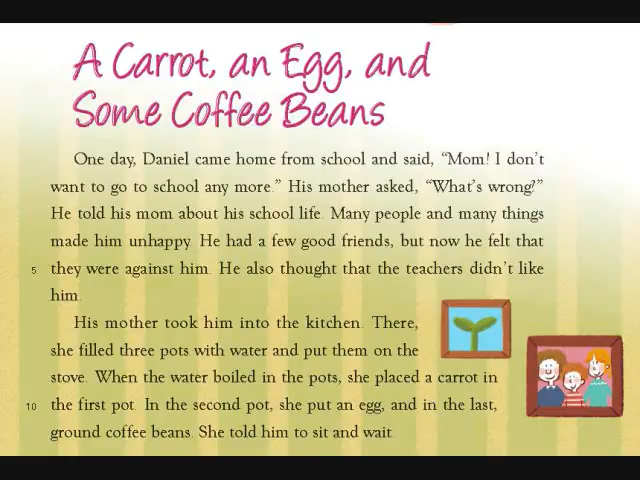 A Carrot, an Egg, and
Some Coffee Beans
One day, Daniel came home from school and said, “Mom! I don’t
want to go to school any more.” His mother asked, “What’s wrong?”
He told his mom about his school life. Many people and many things
made him unhappy. He had a few good friends, but now he felt that
5 they were against him. He also thought that the teachers didn’t like
him.
His mother took him into the kitchen. There,
she filled three pots with water and put them on the
stove. When the water boiled in the pots, she placed a carrot in
10 the first pot. In the second pot, she put an egg, and in the last,
ground coffee beans. She told him to sit and wait.